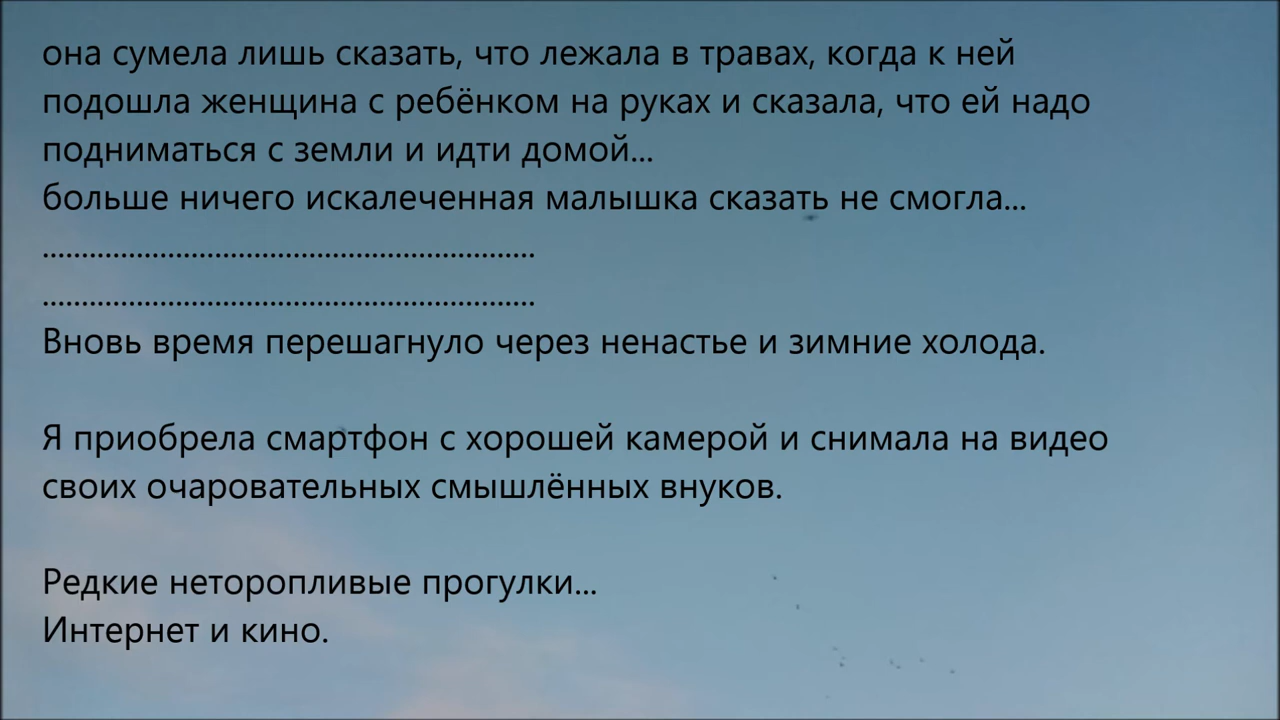 она сумела лишь сказать, что лежала в травах, когда к ней
подошла женщина с ребёнком на руках и сказала, что ей надо
подниматься с земли и идти домой...
больше ничего искалеченная малышка сказать не смогла...
................................................................
................................................................
Вновь время перешагнуло через ненастье и зимние холода.
Я приобрела смартфон с хорошей камерой и снимала на видео
своих очаровательных смышлённых внуков.
Редкие неторопливые прогулки...
Интернет и кино.